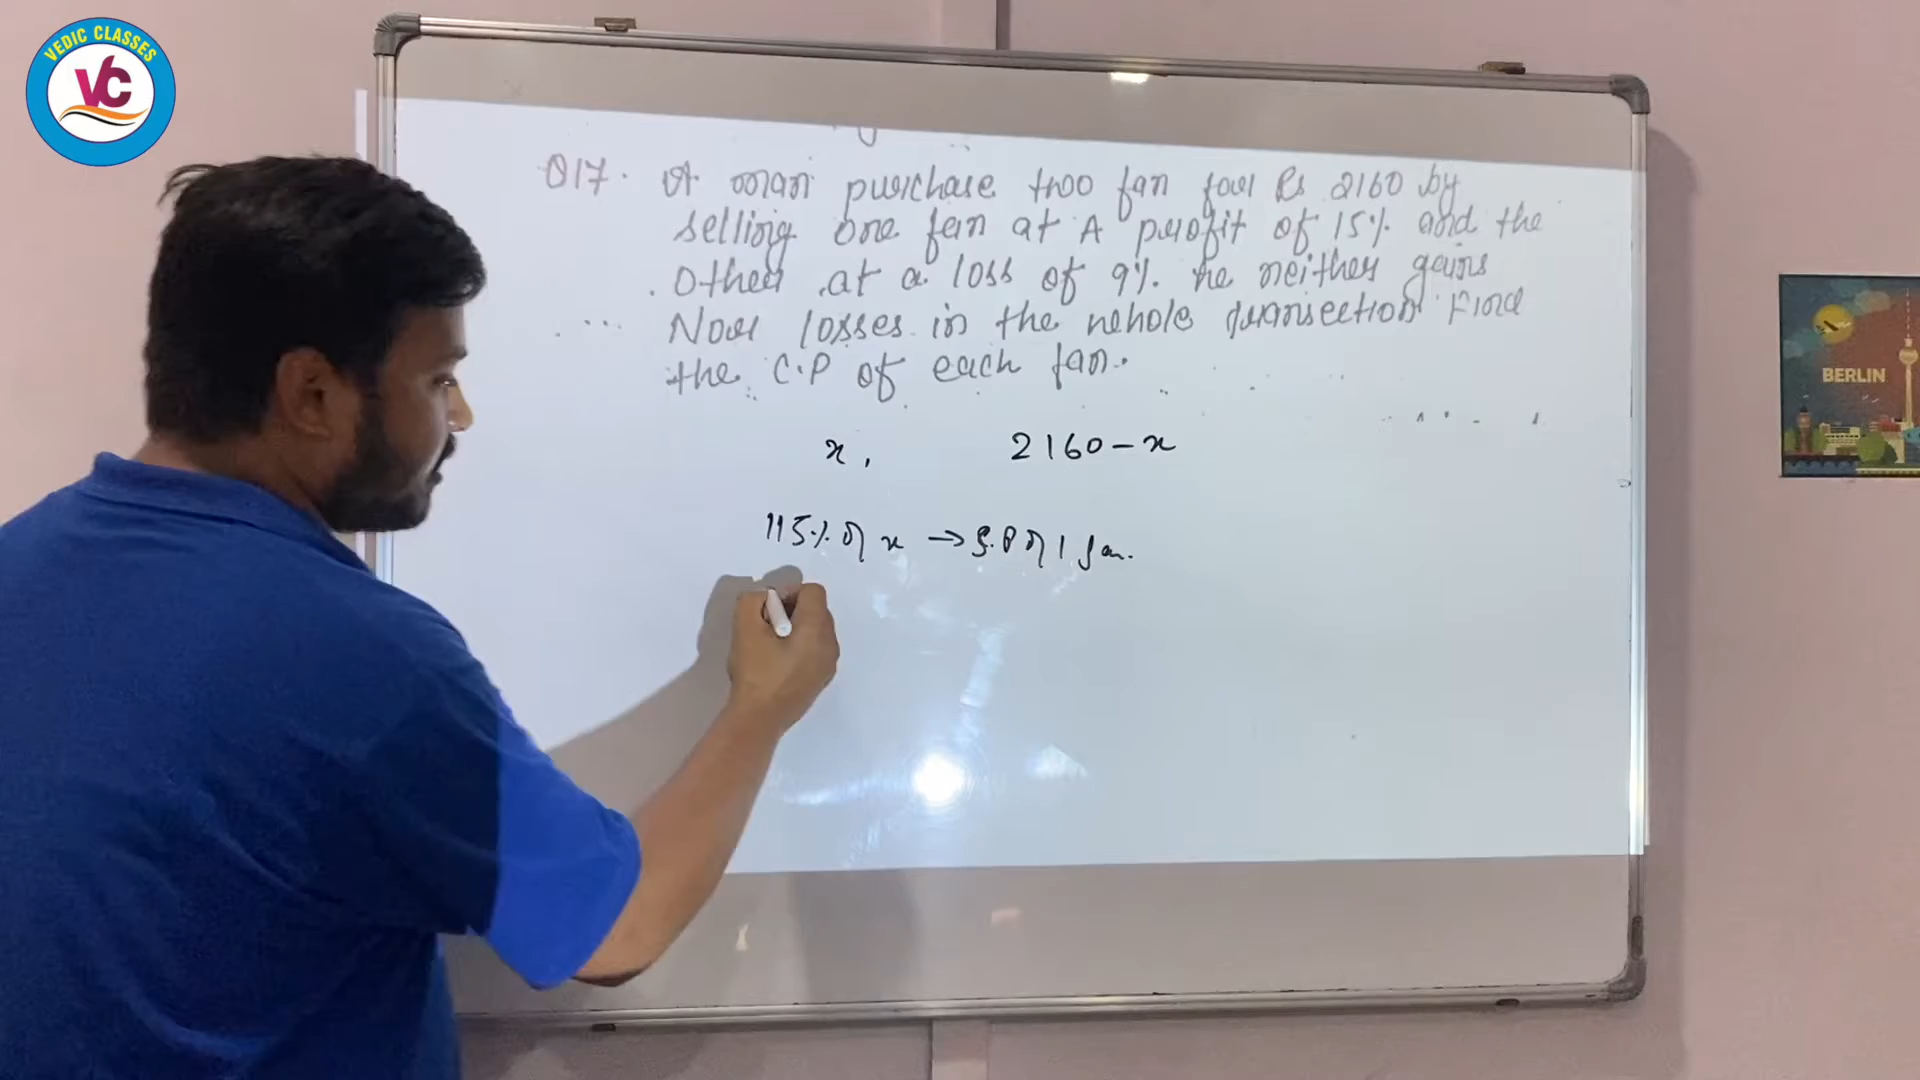 VEDIC CLASSES
VC
Q17. A man purchase two fan for Rs 2160 by
selling one fan at A profit of 15% and the
other at a loss of 9%. he neither gains
Nor losses in the whole transection Find
the C.P of each fan.
x, 2160-x
115% of x → S.P of 1 fan.
BERLIN